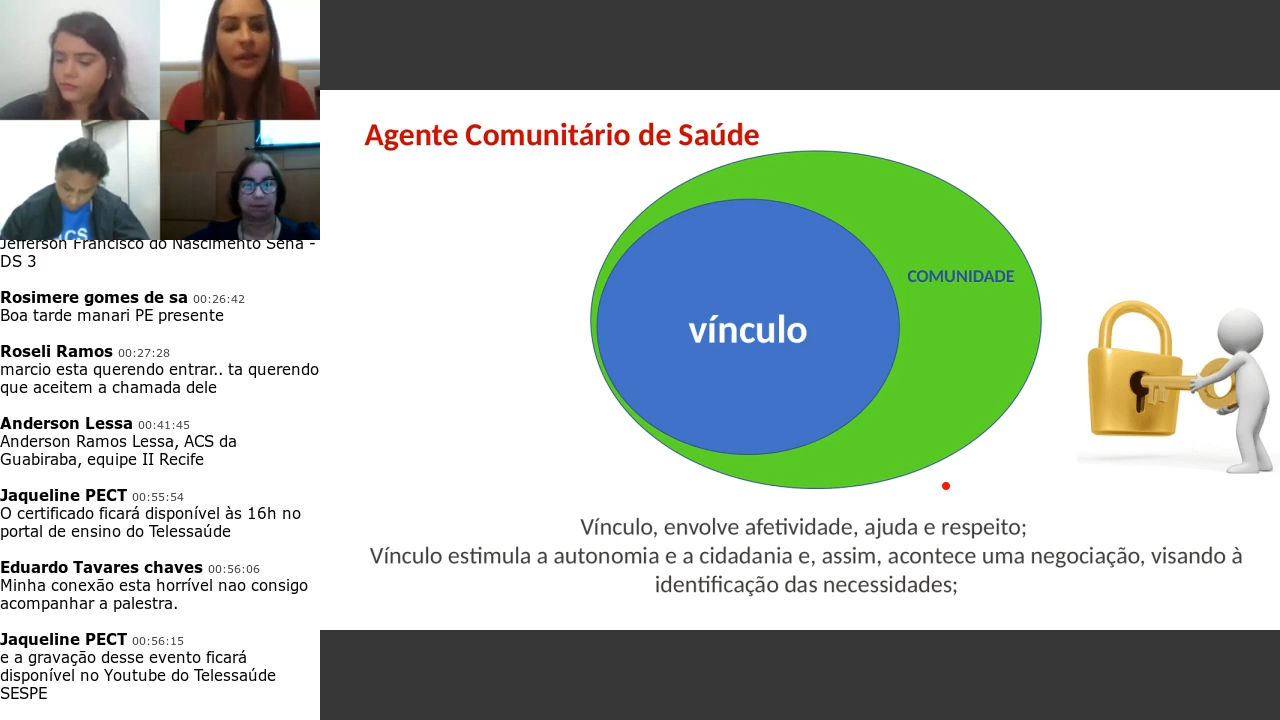 CS
Jefferson Francisco do Nascimento Sena -
DS 3
Rosimere gomes de sa 00:26:42
Boa tarde manari PE presente
Roseli Ramos 00:27:28
marcio esta querendo entrar.. ta querendo
que aceitem a chamada dele
Anderson Lessa 00:41:45
Anderson Ramos Lessa, ACS da
Guabiraba, equipe II Recife
Jaqueline PECT 00:55:54
O certificado ficará disponível às 16h no
portal de ensino do Telessaúde
Eduardo Tavares chaves 00:56:06
Minha conexão esta horrível nao consigo
acompanhar a palestra.
Jaqueline PECT 00:56:15
e a gravação desse evento ficará
disponível no Youtube do Telessaúde
SESPE
Agente Comunitário de Saúde
COMUNIDADE
vínculo
Vínculo, envolve afetividade, ajuda e respeito;
Vínculo estimula a autonomia e a cidadania e, assim, acontece uma negociação, visando à
identificação das necessidades;